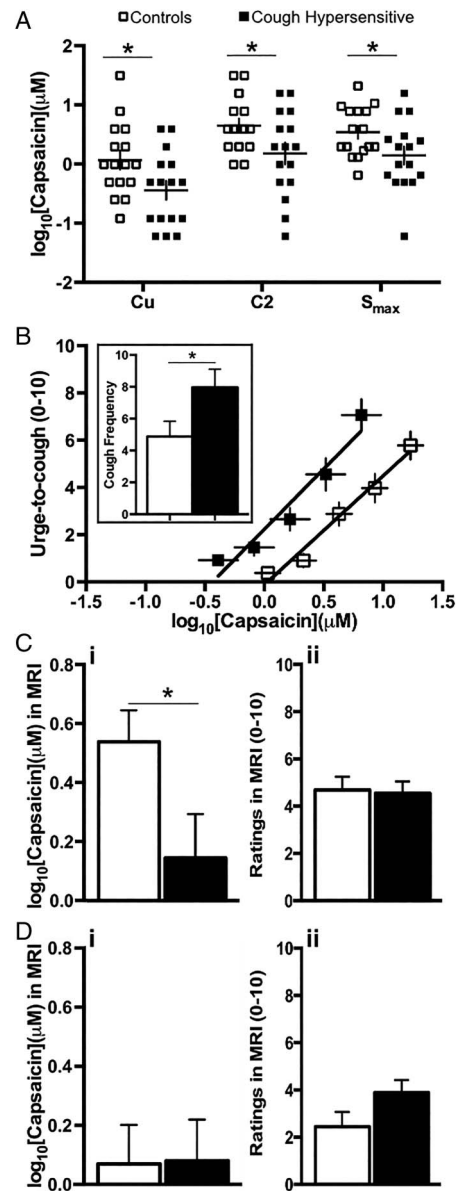 A
Controls
Cough Hypersensitive
*
*
*
2
1
0
-1
-2
log10[Capsaicin](μM)
Cu
C2
Smax
B
10
8
6
4
2
0
Urge-to-cough (0-10)
10
8
6
4
2
0
Cough Frequency
*
-1.5
-1.0
-0.5
0.0
0.5
1.0
1.5
log10[Capsaicin](μM)
C
i
0.8
0.6
0.4
0.2
0.0
log10[Capsaicin](μM) in MRI
*
ii
10
8
6
4
2
0
Ratings in MRI (0-10)
D
i
0.8
0.6
0.4
0.2
0.0
log10[Capsaicin](μM) in MRI
ii
10
8
6
4
2
0
Ratings in MRI (0-10)